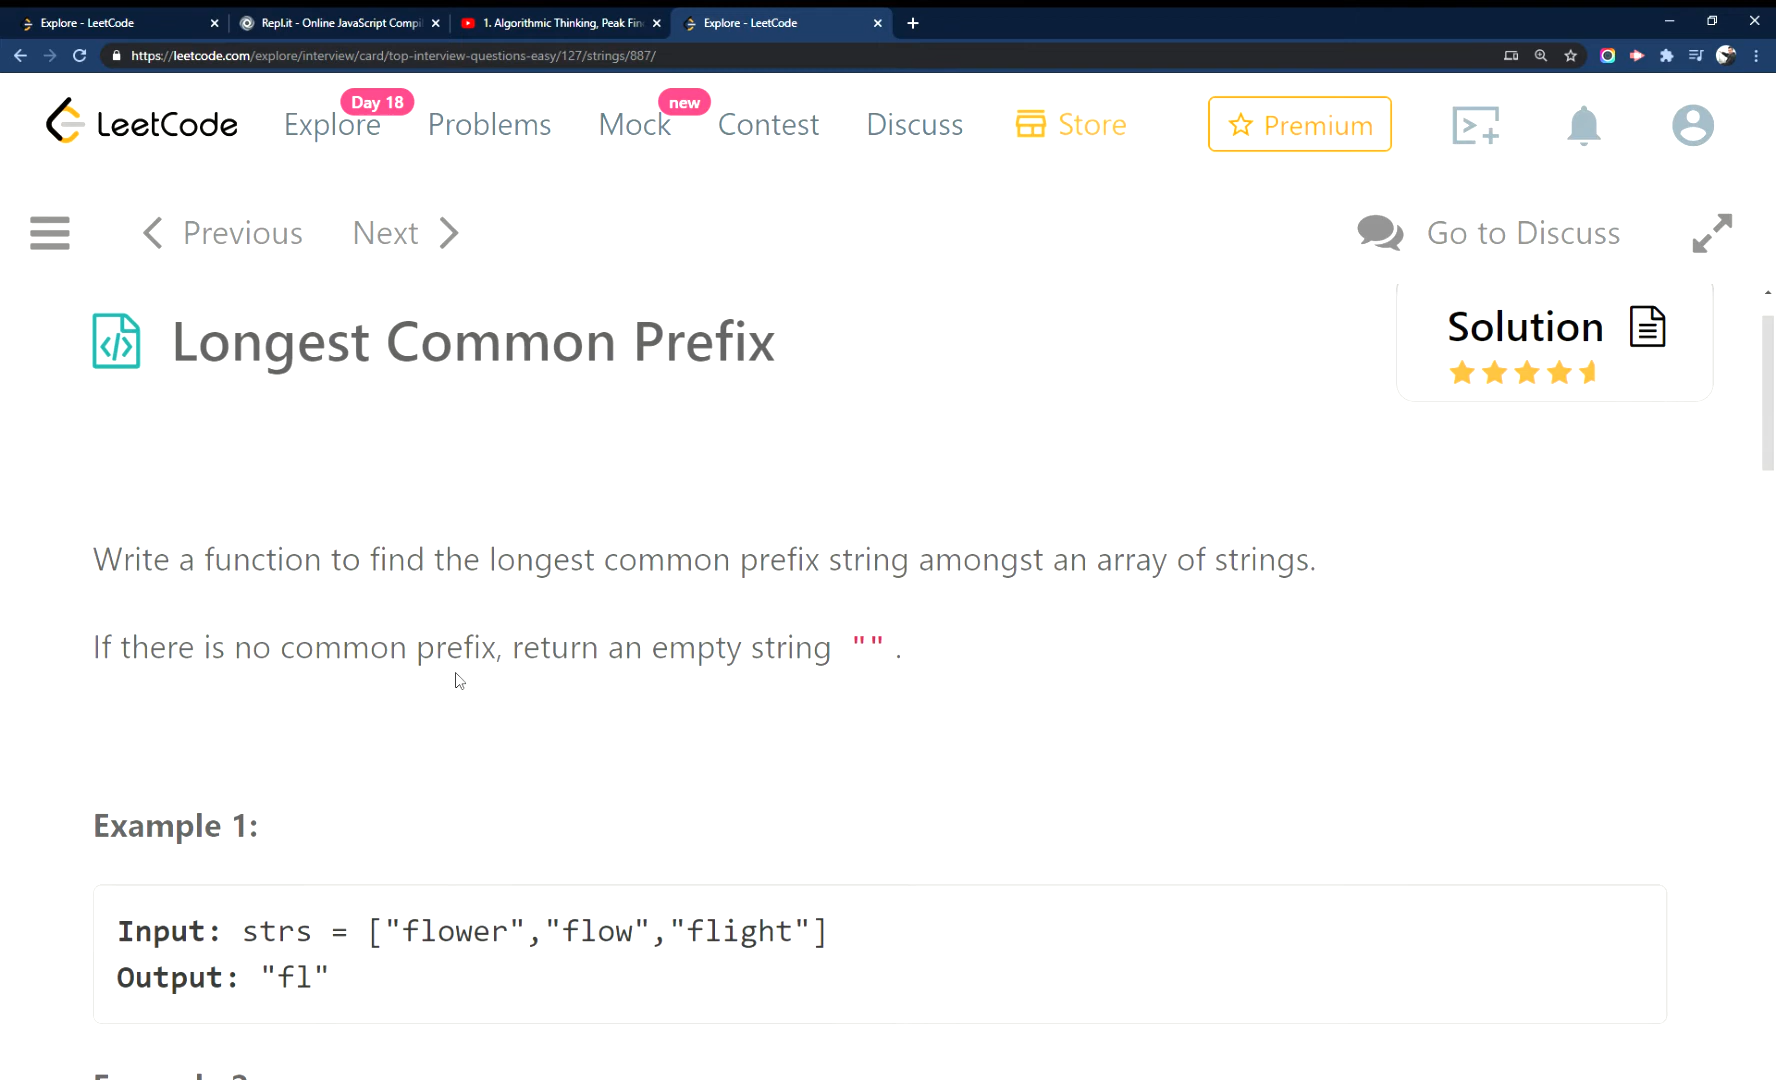 Explore - LeetCode
Repl.it - Online JavaScript Compi
1. Algorithmic Thinking, Peak Fin
Explore - LeetCode
https://leetcode.com/explore/interview/card/top-interview-questions-easy/127/strings/887/
LeetCode
Explore
Day 18
Problems
Mock
new
Contest
Discuss
Store
Premium
Previous
Next
Go to Discuss
Longest Common Prefix
Solution
Write a function to find the longest common prefix string amongst an array of strings.
If there is no common prefix, return an empty string "" .
Example 1:
Input: strs = ["flower","flow","flight"]
Output: "fl"